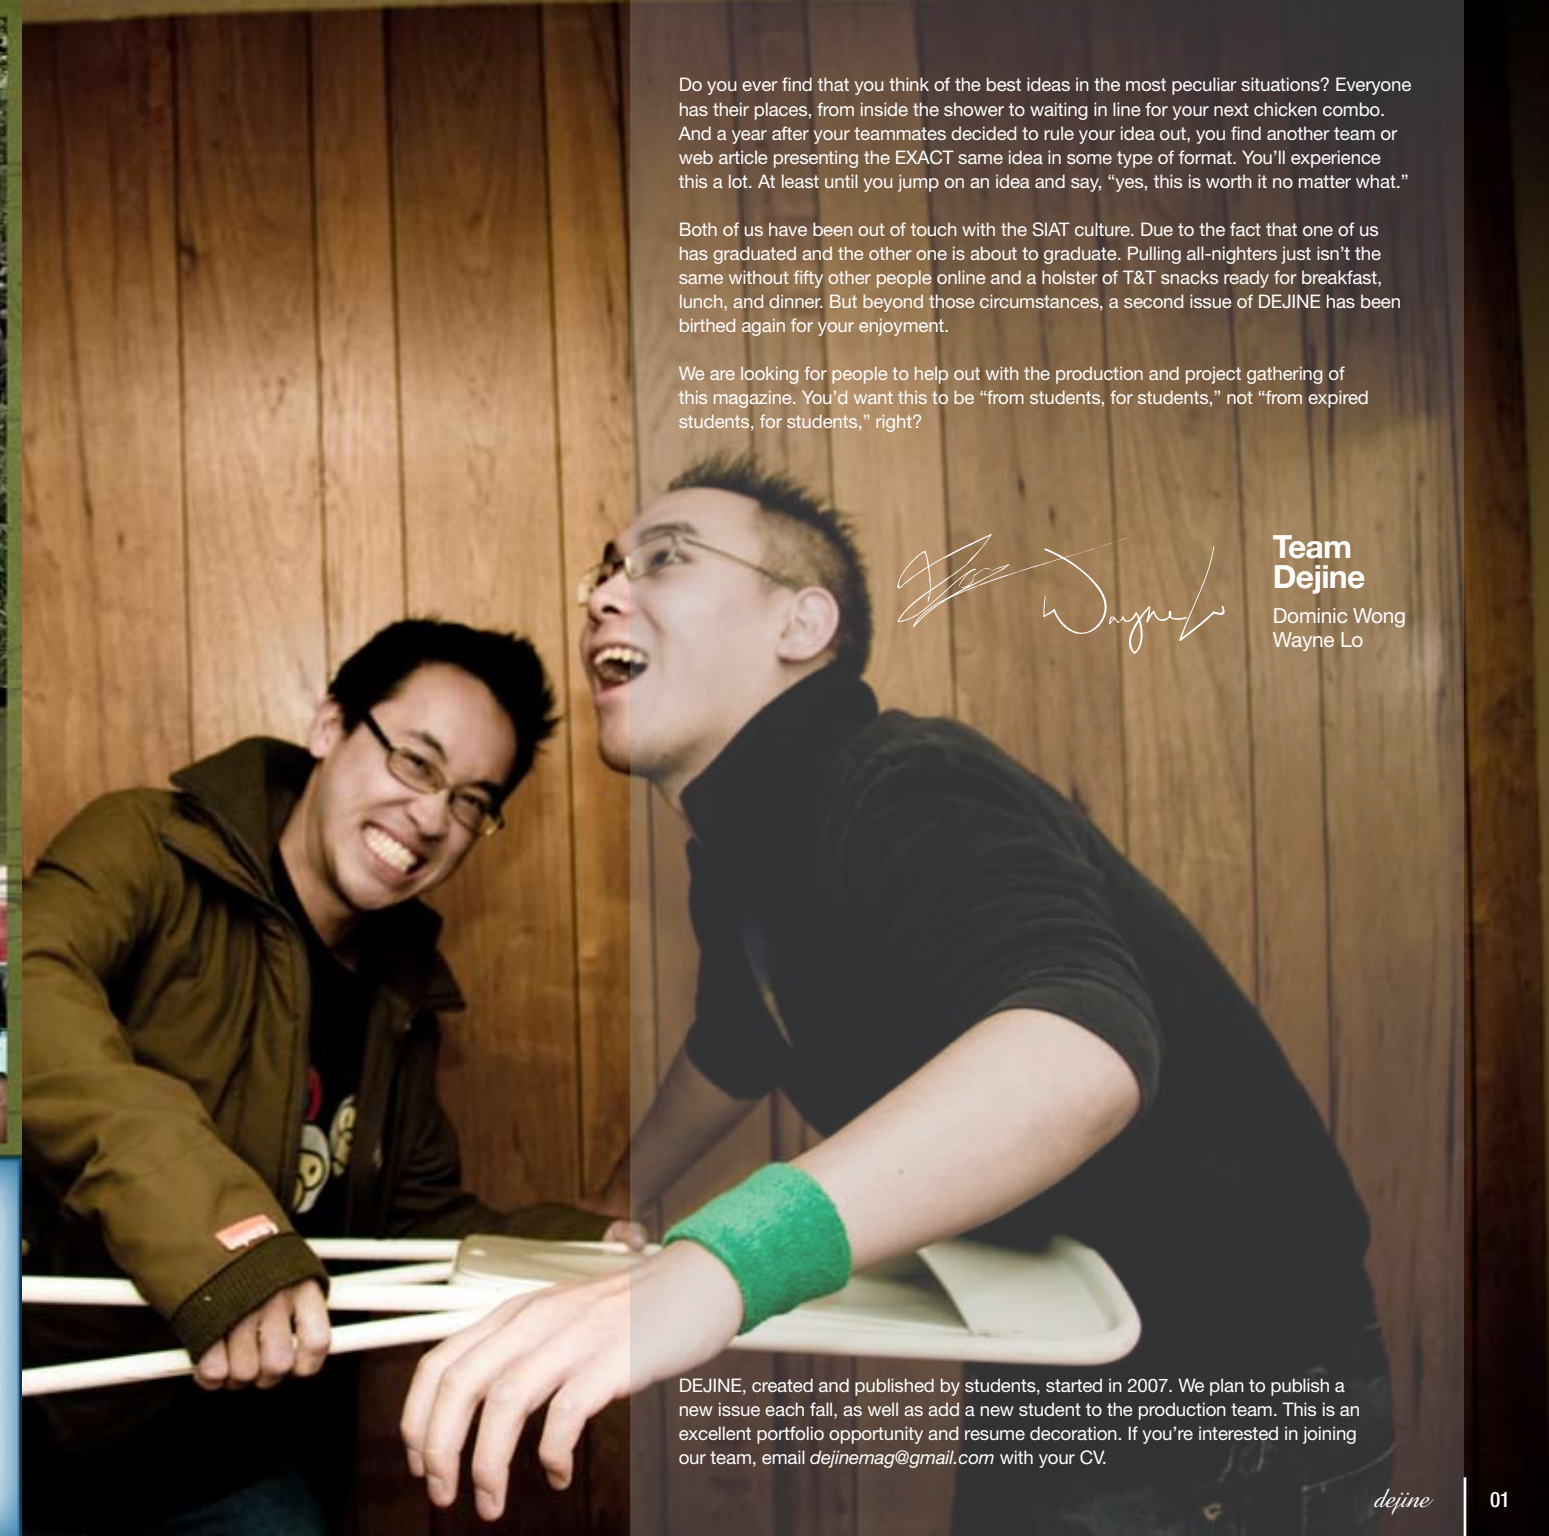 Do you ever find that you think of the best ideas in the most peculiar situations? Everyone
has their places, from inside the shower to waiting in line for your next chicken combo.
And a year after your teammates decided to rule your idea out, you find another team or
web article presenting the EXACT same idea in some type of format. You’ll experience
this a lot. At least until you jump on an idea and say, “yes, this is worth it no matter what.”
Both of us have been out of touch with the SIAT culture. Due to the fact that one of us
has graduated and the other one is about to graduate. Pulling all-nighters just isn’t the
same without fifty other people online and a holster of T&T snacks ready for breakfast,
lunch, and dinner. But beyond those circumstances, a second issue of DEJINE has been
birthed again for your enjoyment.
We are looking for people to help out with the production and project gathering of
this magazine. You’d want this to be “from students, for students,” not “from expired
students, for students,” right?
Wayne Lo
Team
Dejine
Dominic Wong
Wayne Lo
DEJINE, created and published by students, started in 2007. We plan to publish a
new issue each fall, as well as add a new student to the production team. This is an
excellent portfolio opportunity and resume decoration. If you’re interested in joining
our team, email dejinemag@gmail.com with your CV.
dejine
01